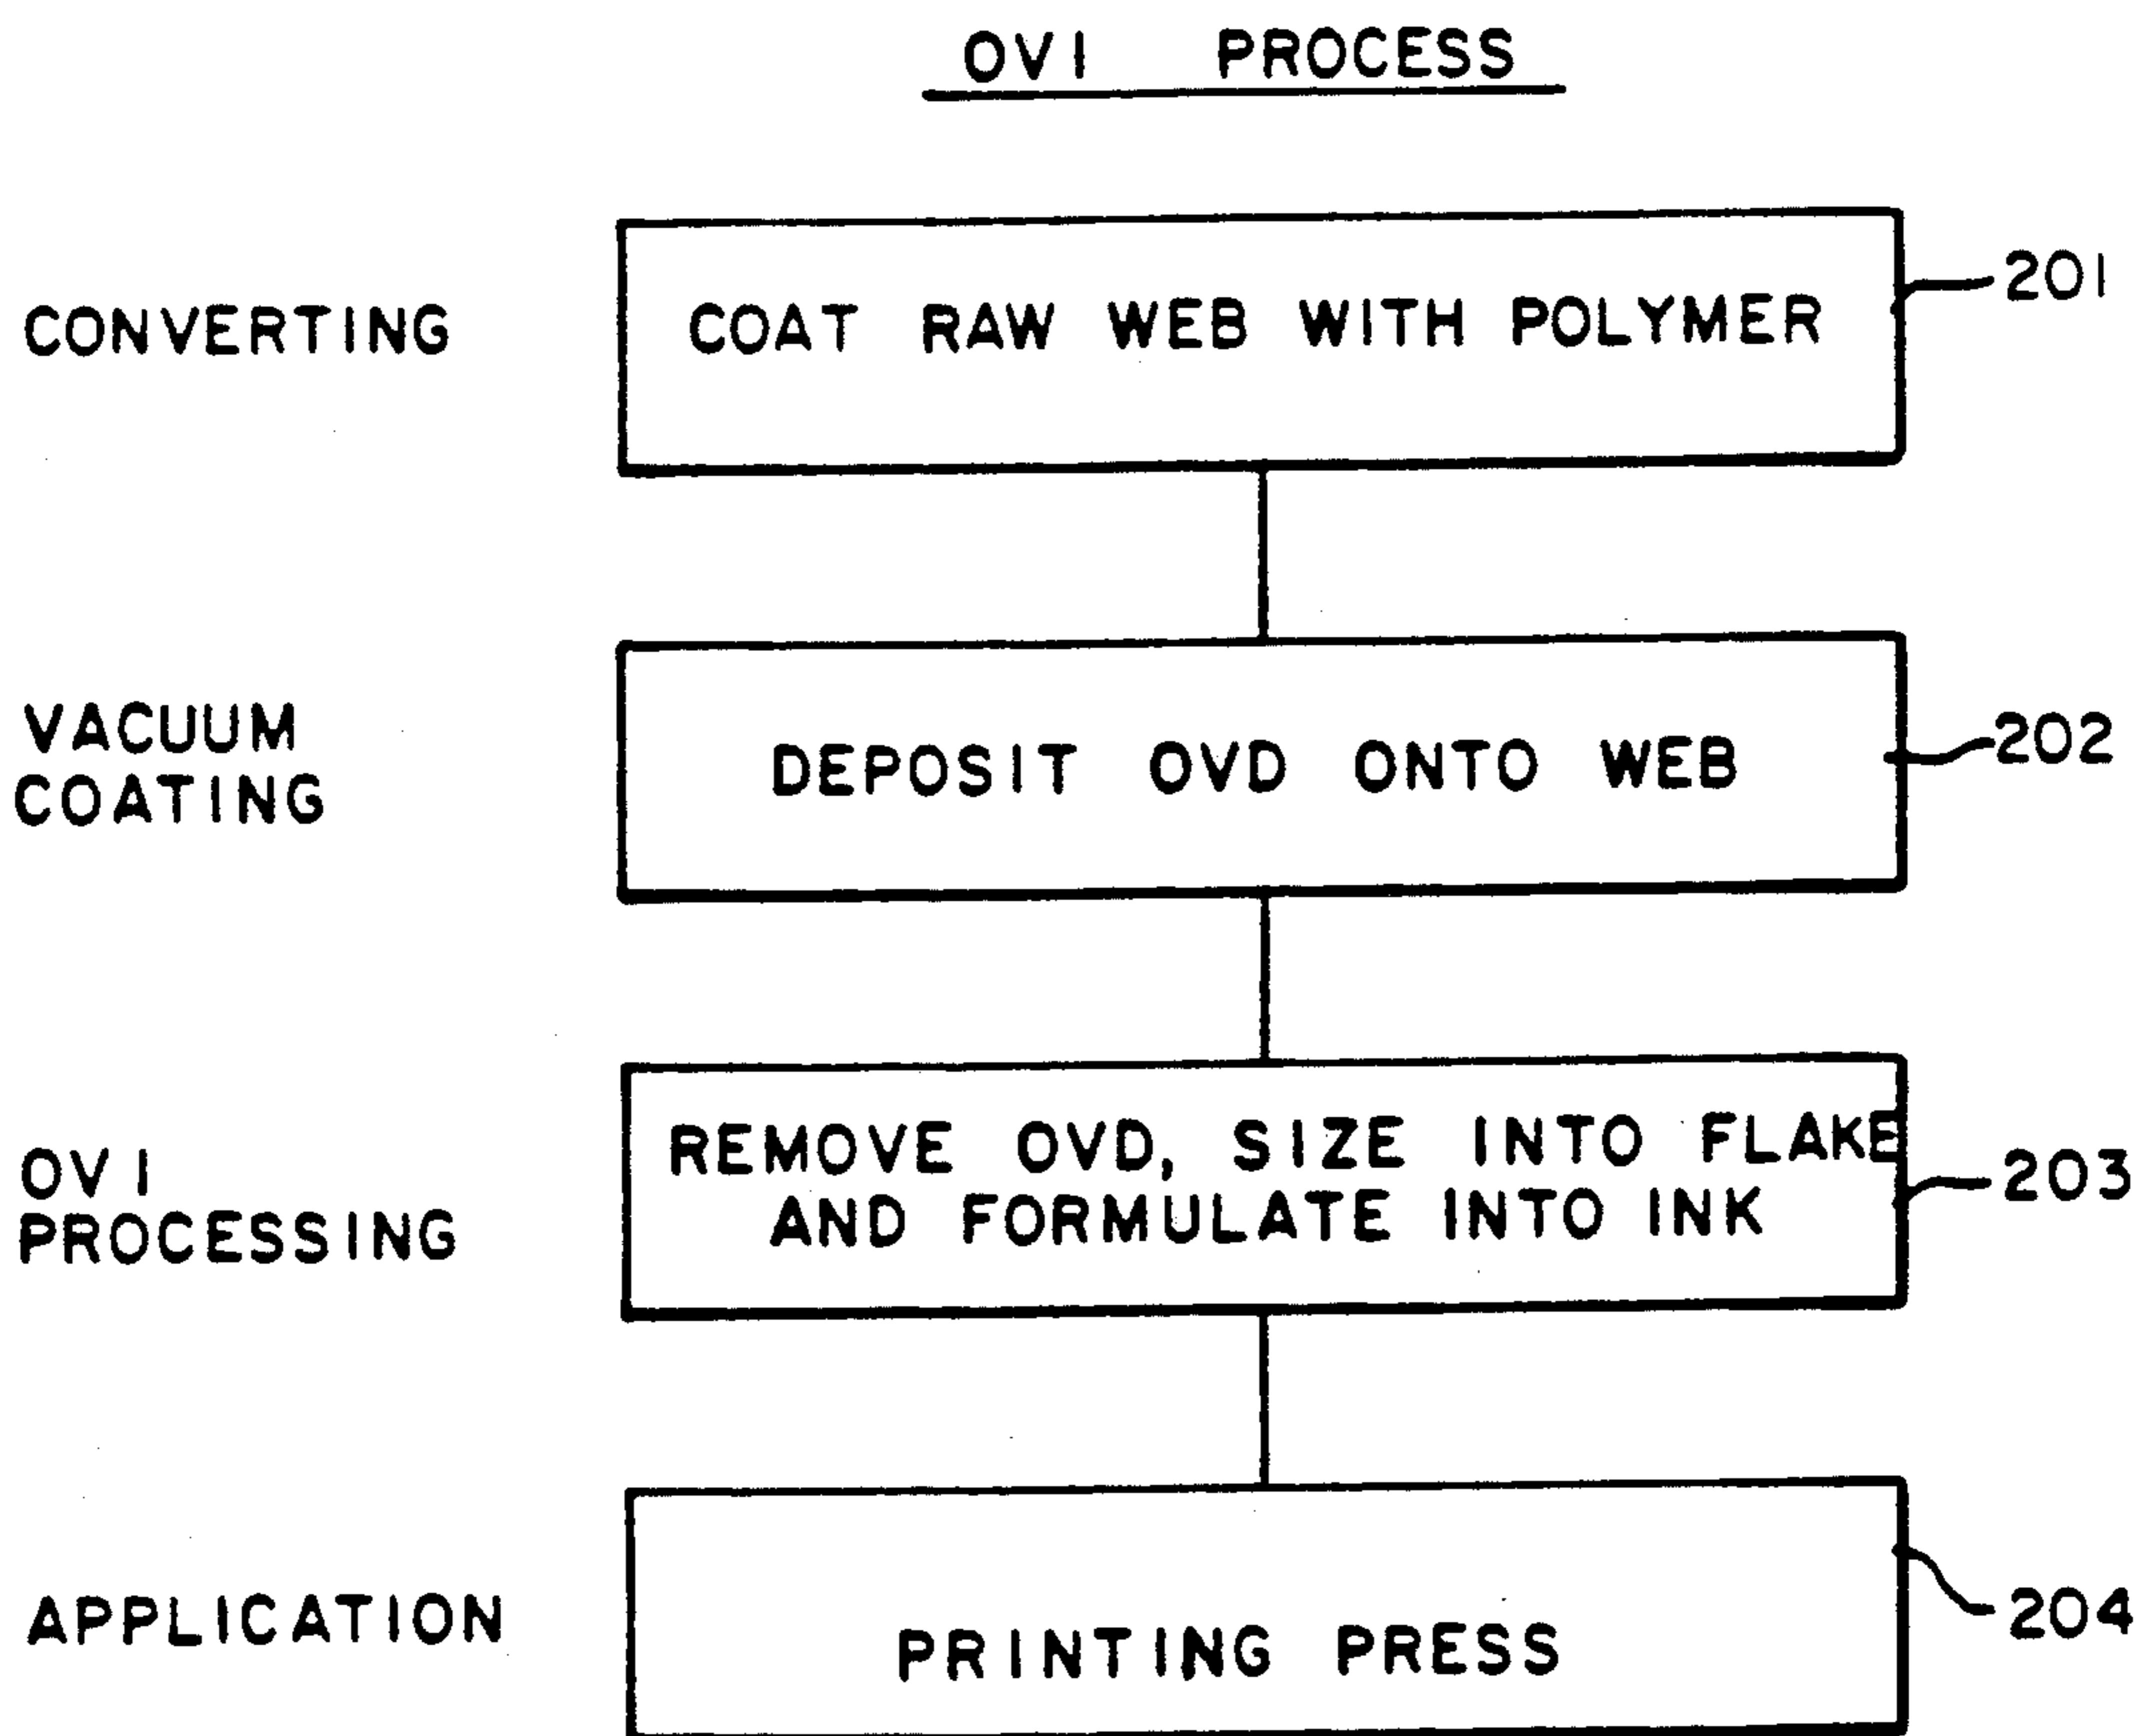 OVI PROCESS
CONVERTING
COAT RAW WEB WITH POLYMER
201
VACUUM
COATING
DEPOSIT OVD ONTO WEB
202
OVI
PROCESSING
REMOVE OVD, SIZE INTO FLAKE
AND FORMULATE INTO INK
203
APPLICATION
PRINTING PRESS
204